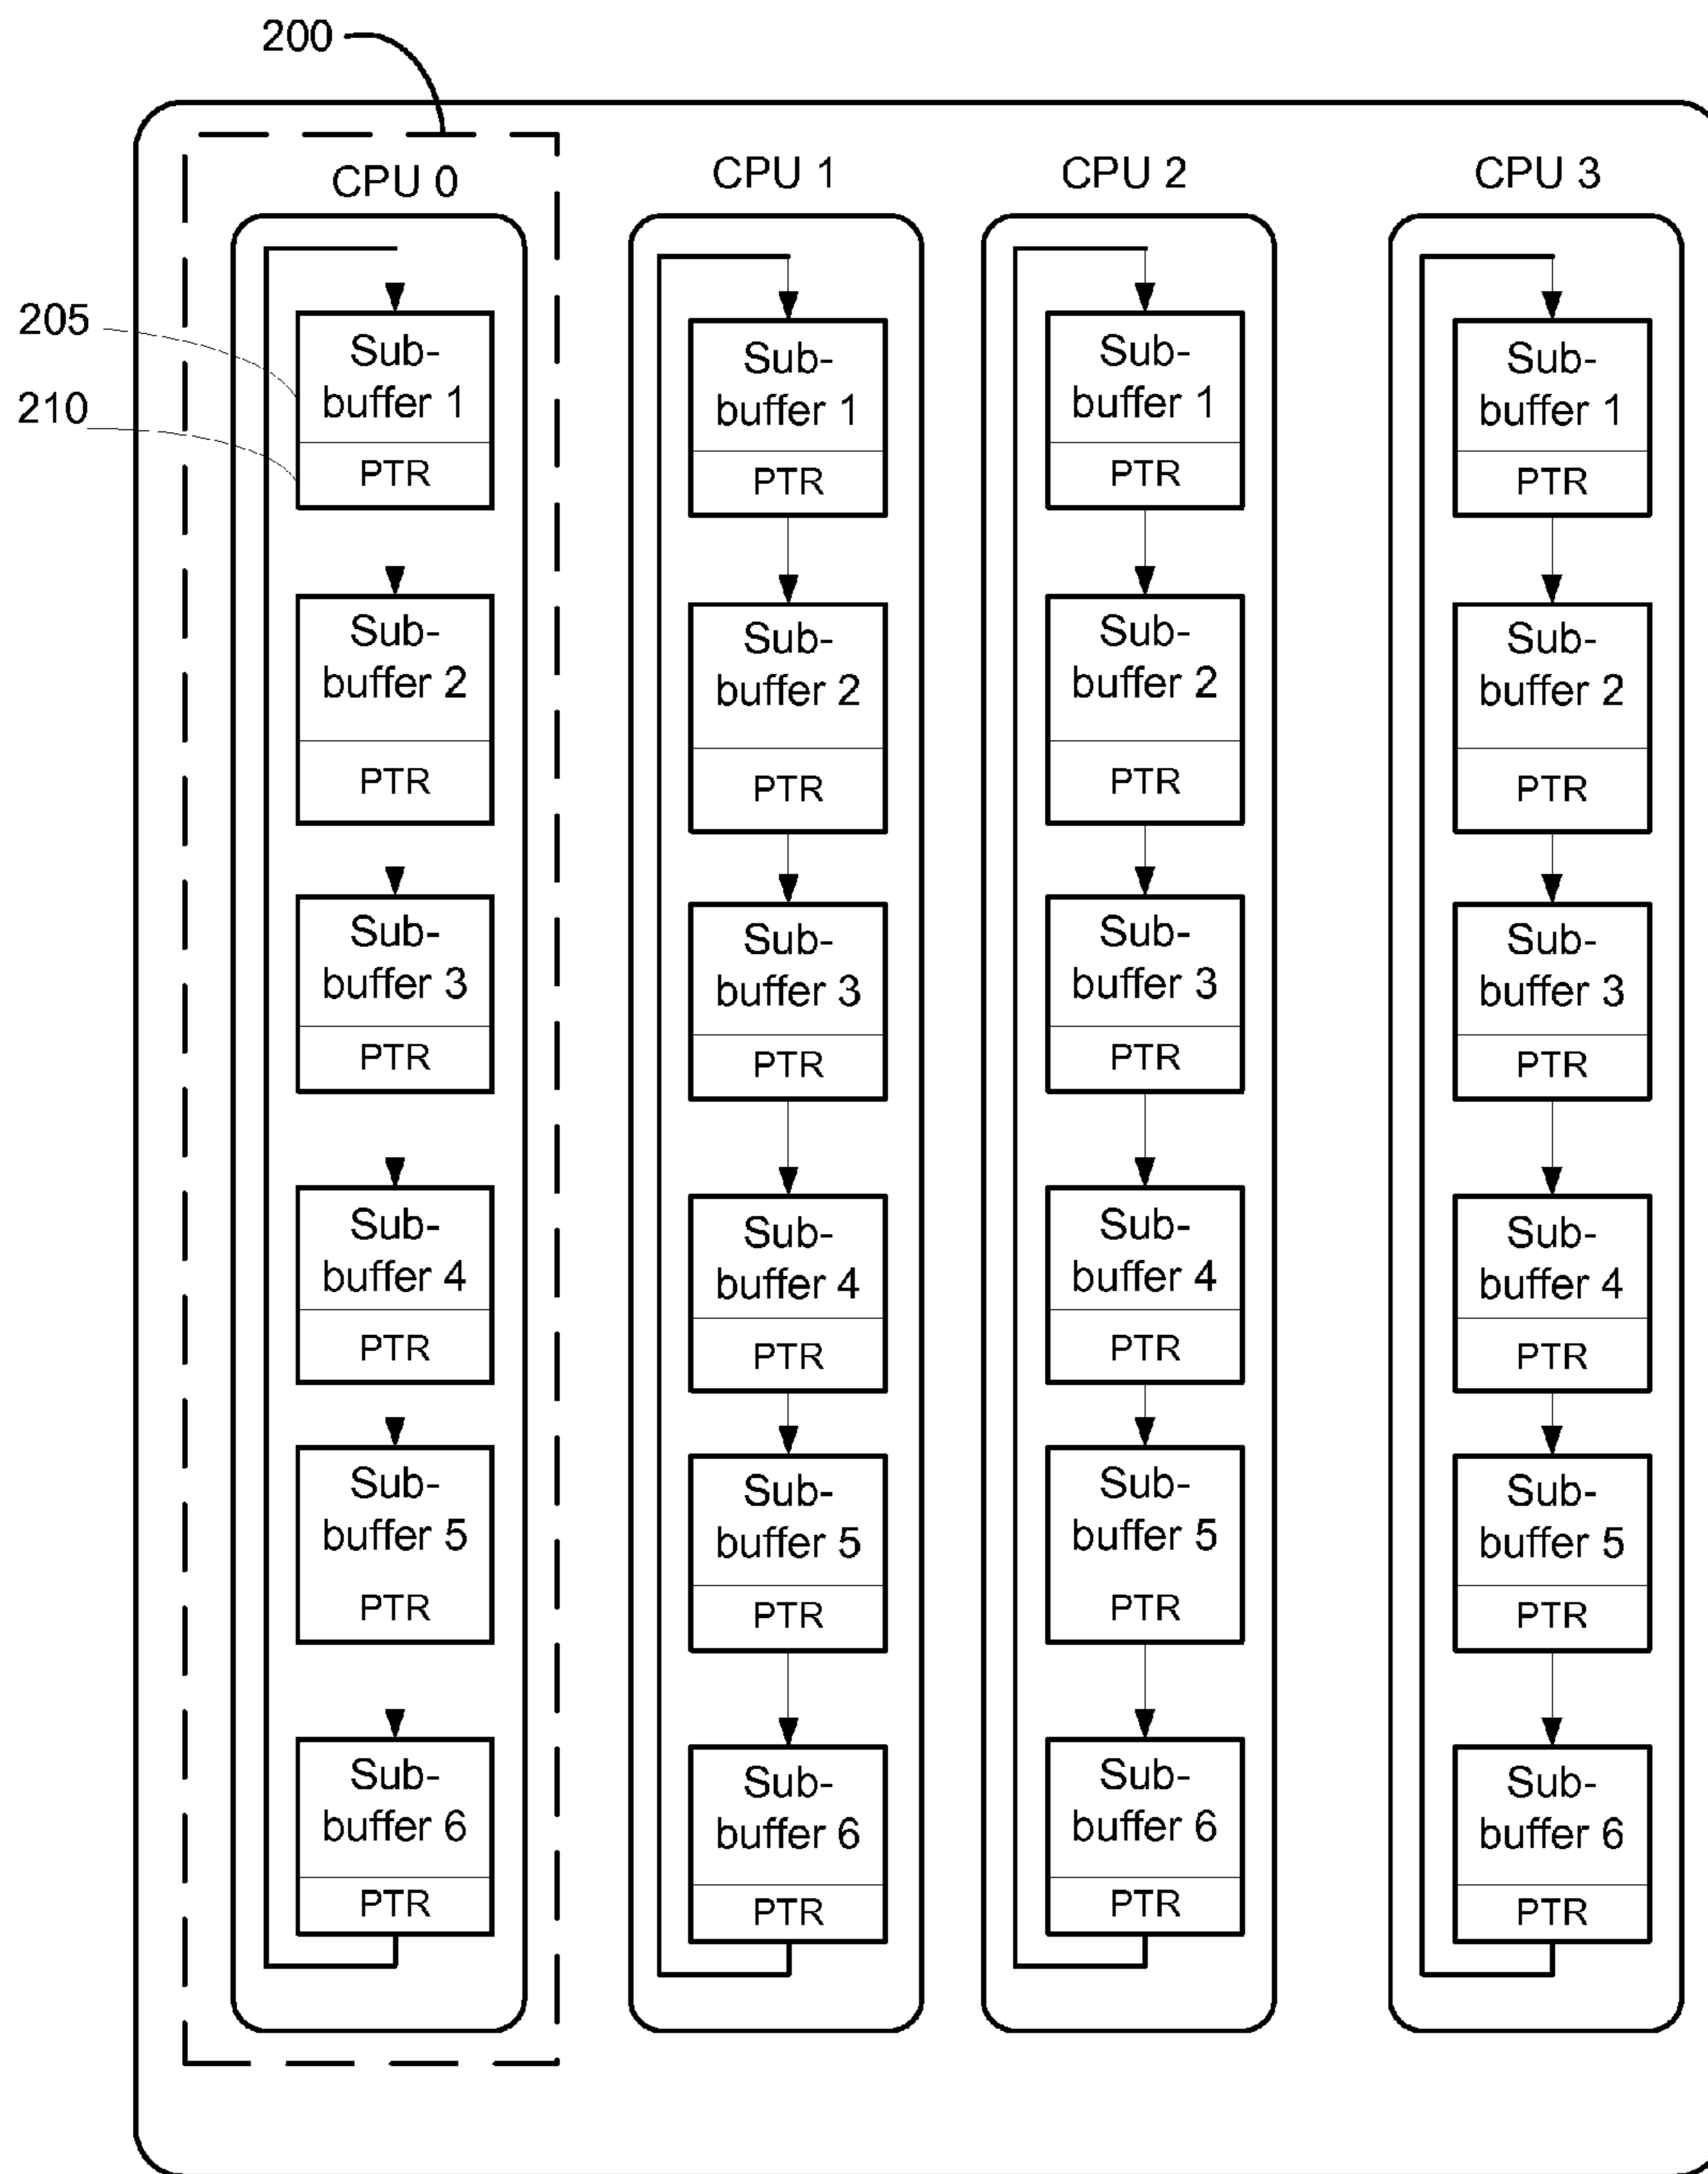 200
CPU 0
CPU 1
CPU 2
CPU 3
205
210
Sub-
buffer 1
PTR
Sub-
buffer 2
PTR
Sub-
buffer 3
PTR
Sub-
buffer 4
PTR
Sub-
buffer 5
PTR
Sub-
buffer 6
PTR
Sub-
buffer 1
PTR
Sub-
buffer 2
PTR
Sub-
buffer 3
PTR
Sub-
buffer 4
PTR
Sub-
buffer 5
PTR
Sub-
buffer 6
PTR
Sub-
buffer 1
PTR
Sub-
buffer 2
PTR
Sub-
buffer 3
PTR
Sub-
buffer 4
PTR
Sub-
buffer 5
PTR
Sub-
buffer 6
PTR
Sub-
buffer 1
PTR
Sub-
buffer 2
PTR
Sub-
buffer 3
PTR
Sub-
buffer 4
PTR
Sub-
buffer 5
PTR
Sub-
buffer 6
PTR